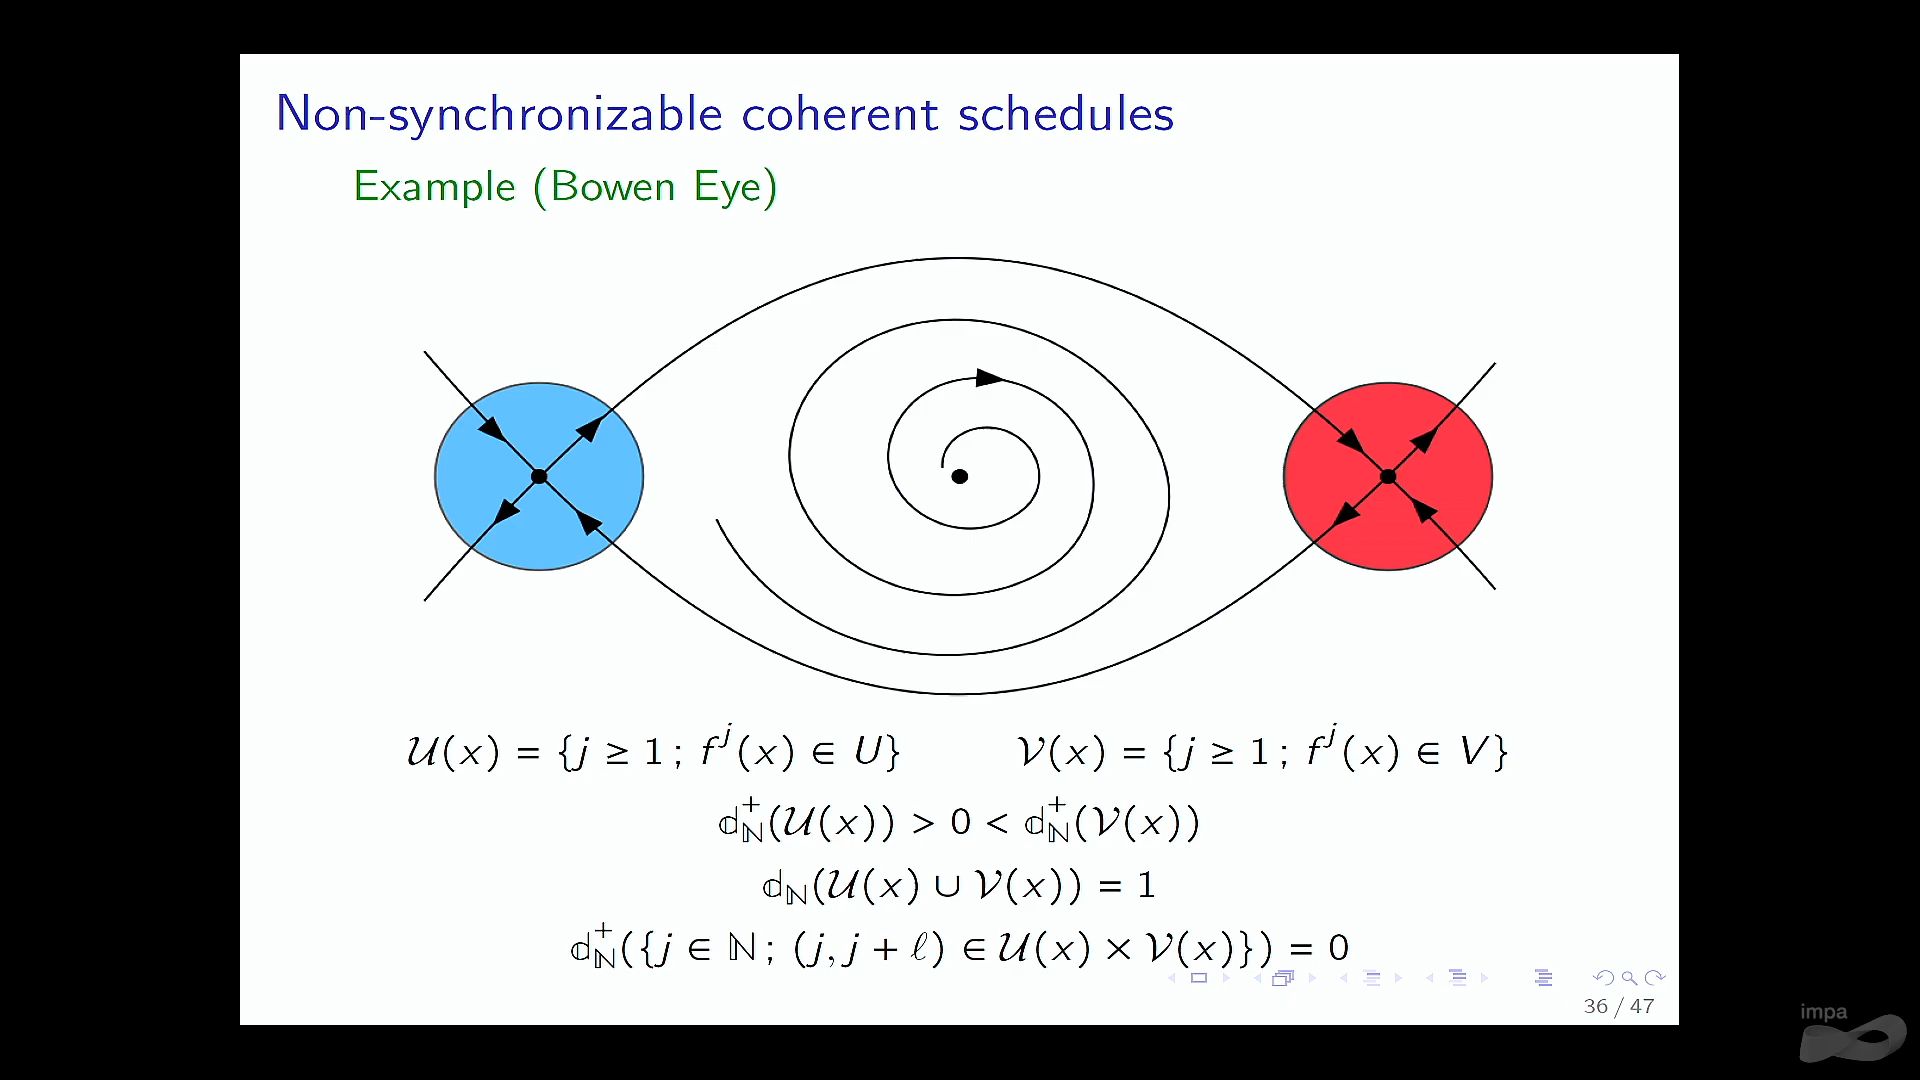 Non-synchronizable coherent schedules
Example (Bowen Eye)
𝒰(x) = {j ≥ 1 ; f^j(x) ∈ U} 𝒱(x) = {j ≥ 1 ; f^j(x) ∈ V}
𝕕_ℕ^+(𝒰(x)) > 0 < 𝕕_ℕ^+(𝒱(x))
𝕕_ℕ(𝒰(x) ∪ 𝒱(x)) = 1
𝕕_ℕ^+({j ∈ ℕ ; (j, j + ℓ) ∈ 𝒰(x) × 𝒱(x)}) = 0
36 / 47
impa